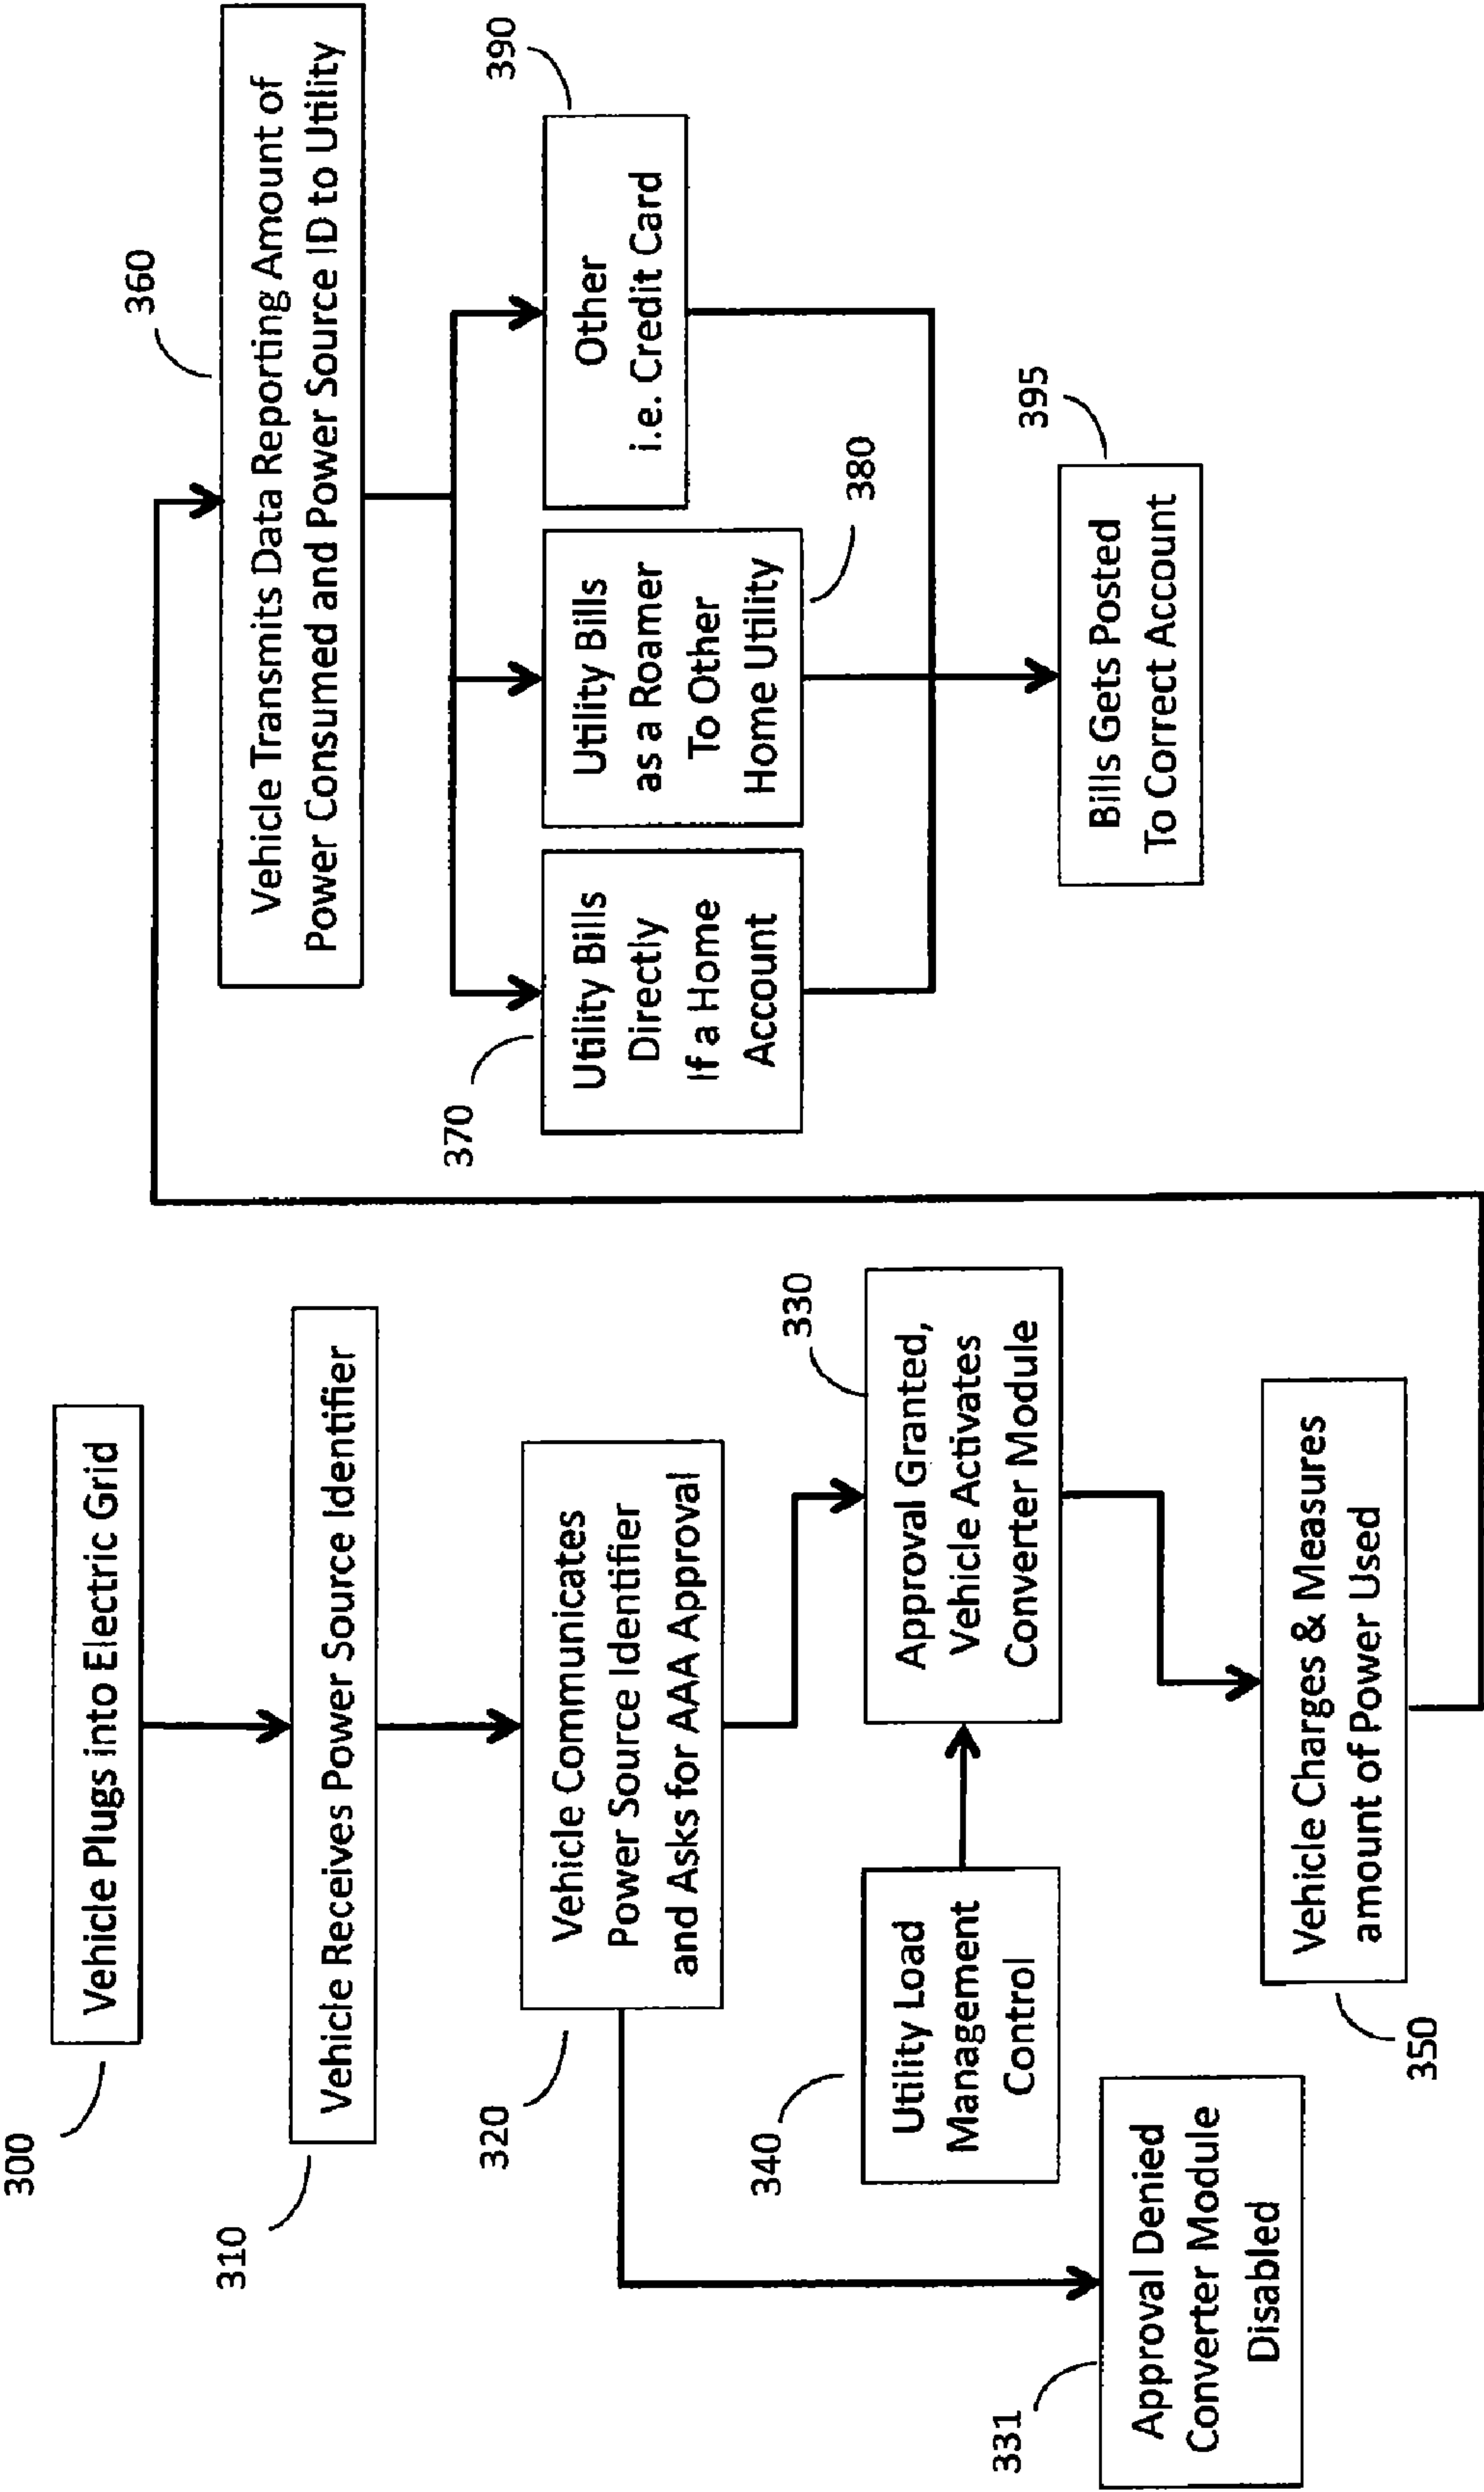 300
Vehicle Plugs into Electric Grid
310
Vehicle Receives Power Source Identifier
320
Vehicle Communicates
Power Source Identifier
and Asks for AAA Approval
330
Approval Granted,
Vehicle Activates
Converter Module
340
Utility Load
Management
Control
331
Approval Denied
Converter Module
Disabled
350
Vehicle Charges & Measures
amount of Power Used
360
Vehicle Transmits Data Reporting Amount of
Power Consumed and Power Source ID to Utility
370
Utility Bills
Directly
If a Home
Account
380
Utility Bills
as a Roamer
To Other
Home Utility
390
Other
i.e. Credit Card
395
Bills Gets Posted
To Correct Account